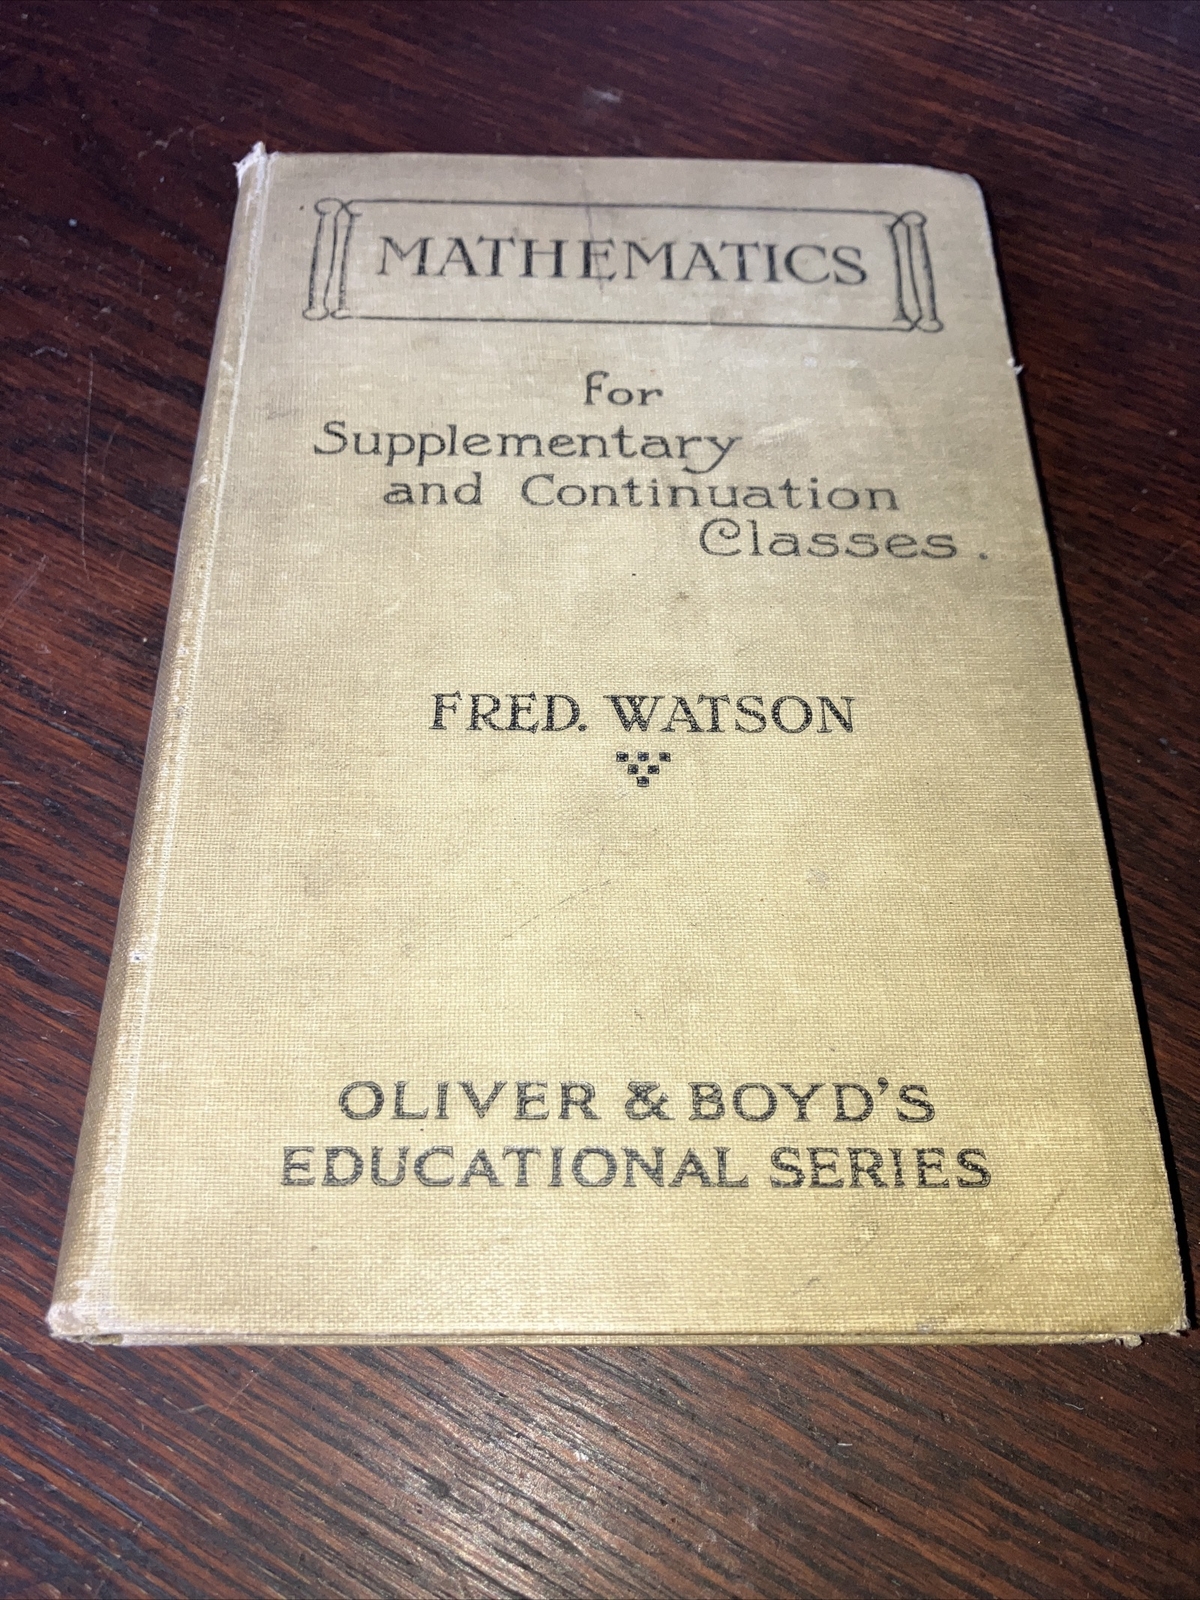 MATHEMATICS
for
Supplementary
and Continuation
Classes.
FRED. WATSON
OLIVER & BOYD'S
EDUCATIONAL SERIES